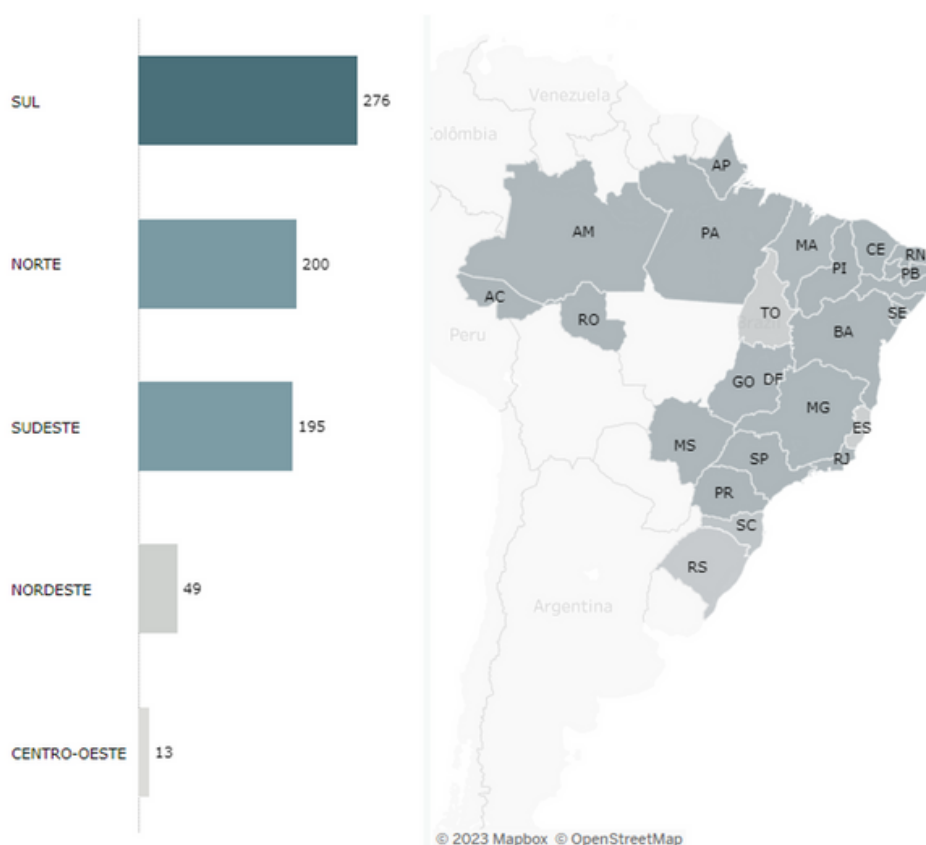 SUL
276
NORTE
200
SUDESTE
195
NORDESTE
49
CENTRO-OESTE
13
Venezuela
olômbia
AP
AM
PA
MA
CE
RN
PI
PB
AC
RO
TO
SE
Peru
BA
GO
DF
MG
ES
MS
SP
RJ
PR
SC
RS
Argentina
© 2023 Mapbox © OpenStreetMap